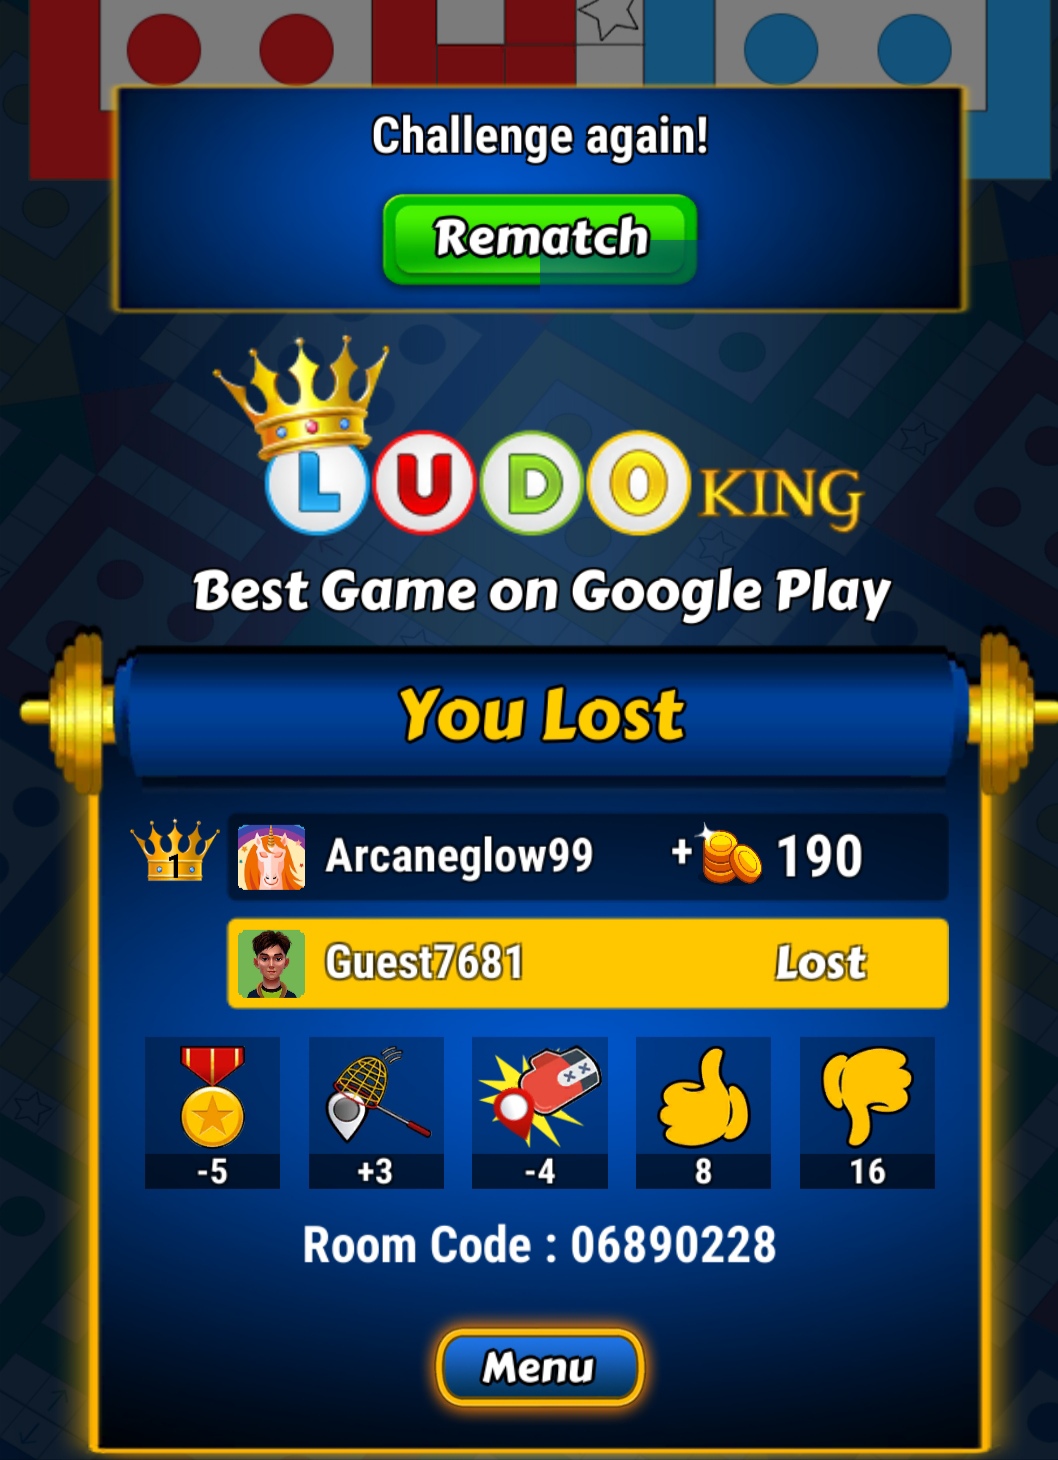 Challenge again!
Rematch
LUDO KING
Best Game on Google Play
You Lost
1 Arcaneglow99 + 190
Guest7681 Lost
-5 +3 -4 8 16
Room Code : 06890228
Menu